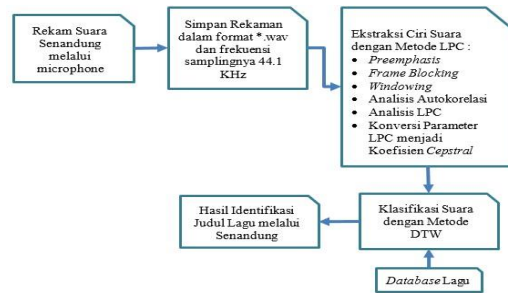 Rekam Suara
Senandung
melalui
microphone
Simpan Rekaman
dalam format *.wav
dan frekuensi
samplingnya 44.1
KHz
Ekstraksi Ciri Suara
dengan Metode LPC :
• Preemphasis
• Frame Blocking
• Windowing
• Analisis Autokorelasi
• Analisis LPC
• Konversi Parameter
LPC menjadi
Koefisien Cepstral
Hasil Identifikasi
Judul Lagu melalui
Senandung
Klasifikasi Suara
dengan Metode
DTW
Database Lagu